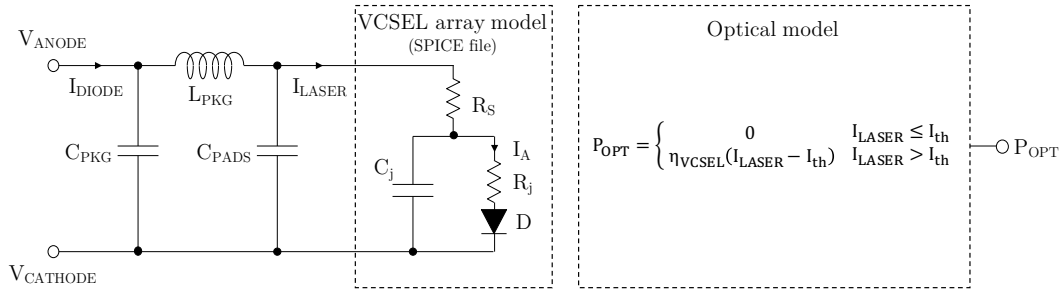 VCSEL array model
(SPICE file)
Optical model
V_ANODE
I_DIODE
L_PKG
I_LASER
R_S
C_PKG
C_PADS
C_j
I_A
R_j
D
V_CATHODE
P_OPT = { 0 I_LASER ≤ I_th
η_VCSEL(I_LASER − I_th) I_LASER > I_th
P_OPT